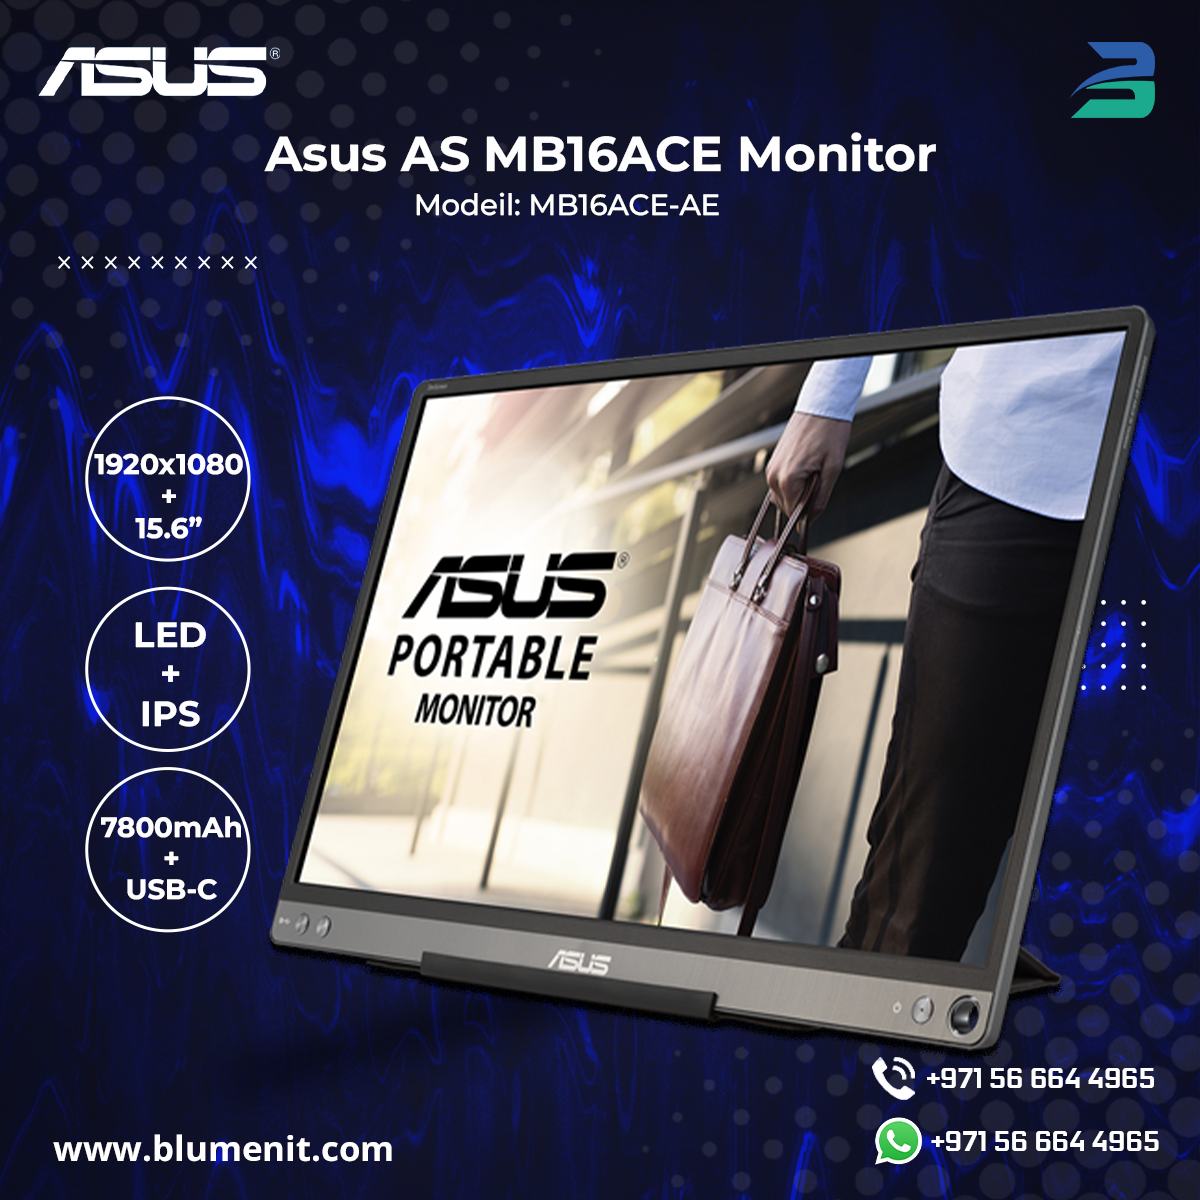 ASUS®
Asus AS MB16ACE Monitor
Modeil: MB16ACE-AE
1920x1080
+
15.6”
LED
+
IPS
7800mAh
+
USB-C
ASUS®
PORTABLE
MONITOR
ASUS
+971 56 664 4965
+971 56 664 4965
www.blumenit.com